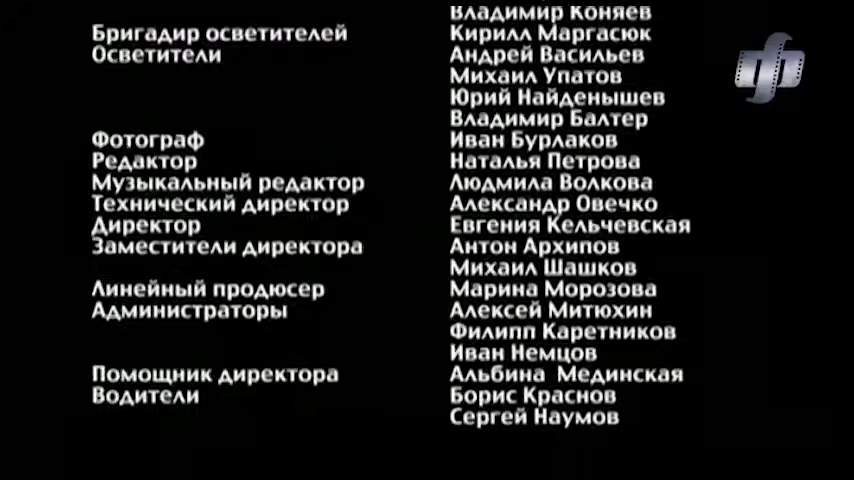 Владимир Коняев
Бригадир осветителей Кирилл Маргасюк
Осветители Андрей Васильев
Михаил Упатов
Юрий Найденышев
Владимир Балтер
Фотограф Иван Бурлаков
Редактор Наталья Петрова
Музыкальный редактор Людмила Волкова
Технический директор Александр Овечко
Директор Евгения Кельчевская
Заместители директора Антон Архипов
Михаил Шашков
Линейный продюсер Марина Морозова
Администраторы Алексей Митюхин
Филипп Каретников
Иван Немцов
Помощник директора Альбина Мединская
Водители Борис Краснов
Сергей Наумов